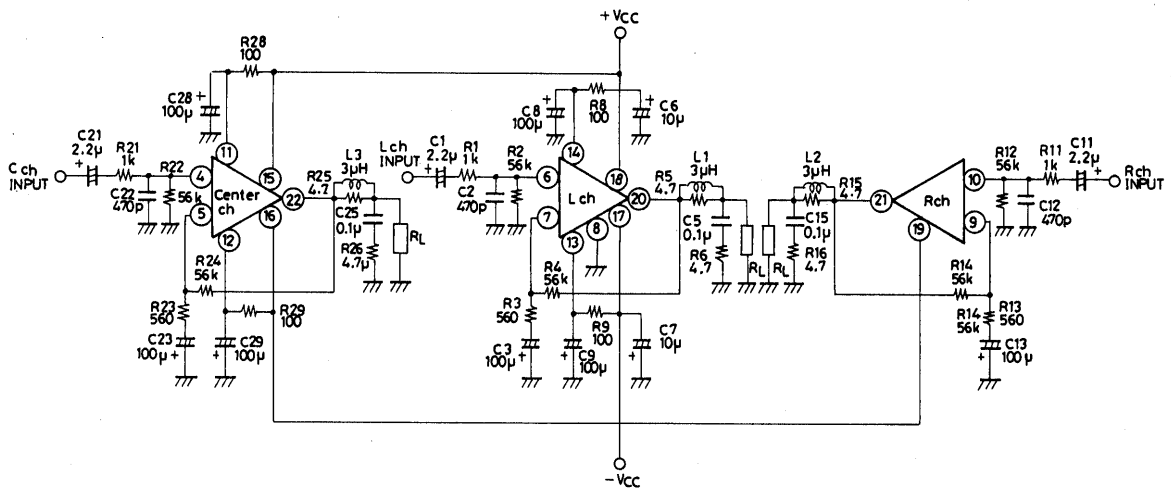 +VCC
R28
100
C28
100µ
+
11
C21
2.2µ
+
R21
1k
R22
56k
C ch
INPUT
C22
470p
4
5
Center
ch
15
16
12
22
R25
4.7
L3
3µH
C25
0.1µ
R26
4.7µ
RL
R24
56k
R23
560
C23
100µ
+
R29
100
C29
100µ
+
L ch
INPUT
C1
2.2µ
+
R1
1k
R2
56k
C2
470p
C8
100µ
+
R8
100
C6
10µ
+
14
6
7
L ch
18
17
13
8
20
R5
4.7
L1
3µH
C5
0.1µ
R6
4.7
RL
R4
56k
R3
560
C3
100µ
+
R9
100
C9
100µ
+
C7
10µ
+
L2
3µH
R15
4.7
C15
0.1µ
R16
4.7
RL
21
Rch
10
9
19
R12
56k
R11
1k
C11
2.2µ
+
Rch
INPUT
C12
470p
R14
56k
R13
560
R14
56k
C13
100µ
+
-VCC